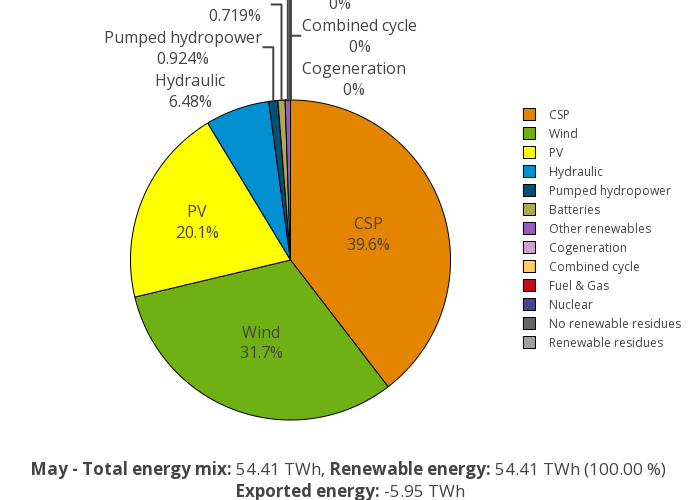 0%
0.719%
Combined cycle
0%
Pumped hydropower
0.924%
Cogeneration
0%
Hydraulic
6.48%
PV
20.1%
CSP
39.6%
Wind
31.7%
CSP
Wind
PV
Hydraulic
Pumped hydropower
Batteries
Other renewables
Cogeneration
Combined cycle
Fuel & Gas
Nuclear
No renewable residues
Renewable residues
May - Total energy mix: 54.41 TWh, Renewable energy: 54.41 TWh (100.00 %)
Exported energy: -5.95 TWh